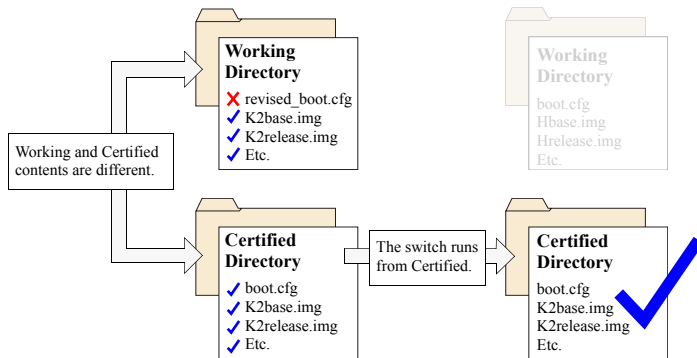 Working
Directory
revised_boot.cfg
K2base.img
K2release.img
Etc.
Working
Directory
boot.cfg
Hbase.img
Hrelease.img
Etc.
Working and Certified
contents are different.
Certified
Directory
boot.cfg
K2base.img
K2release.img
Etc.
The switch runs
from Certified.
Certified
Directory
boot.cfg
K2base.img
K2release.img
Etc.